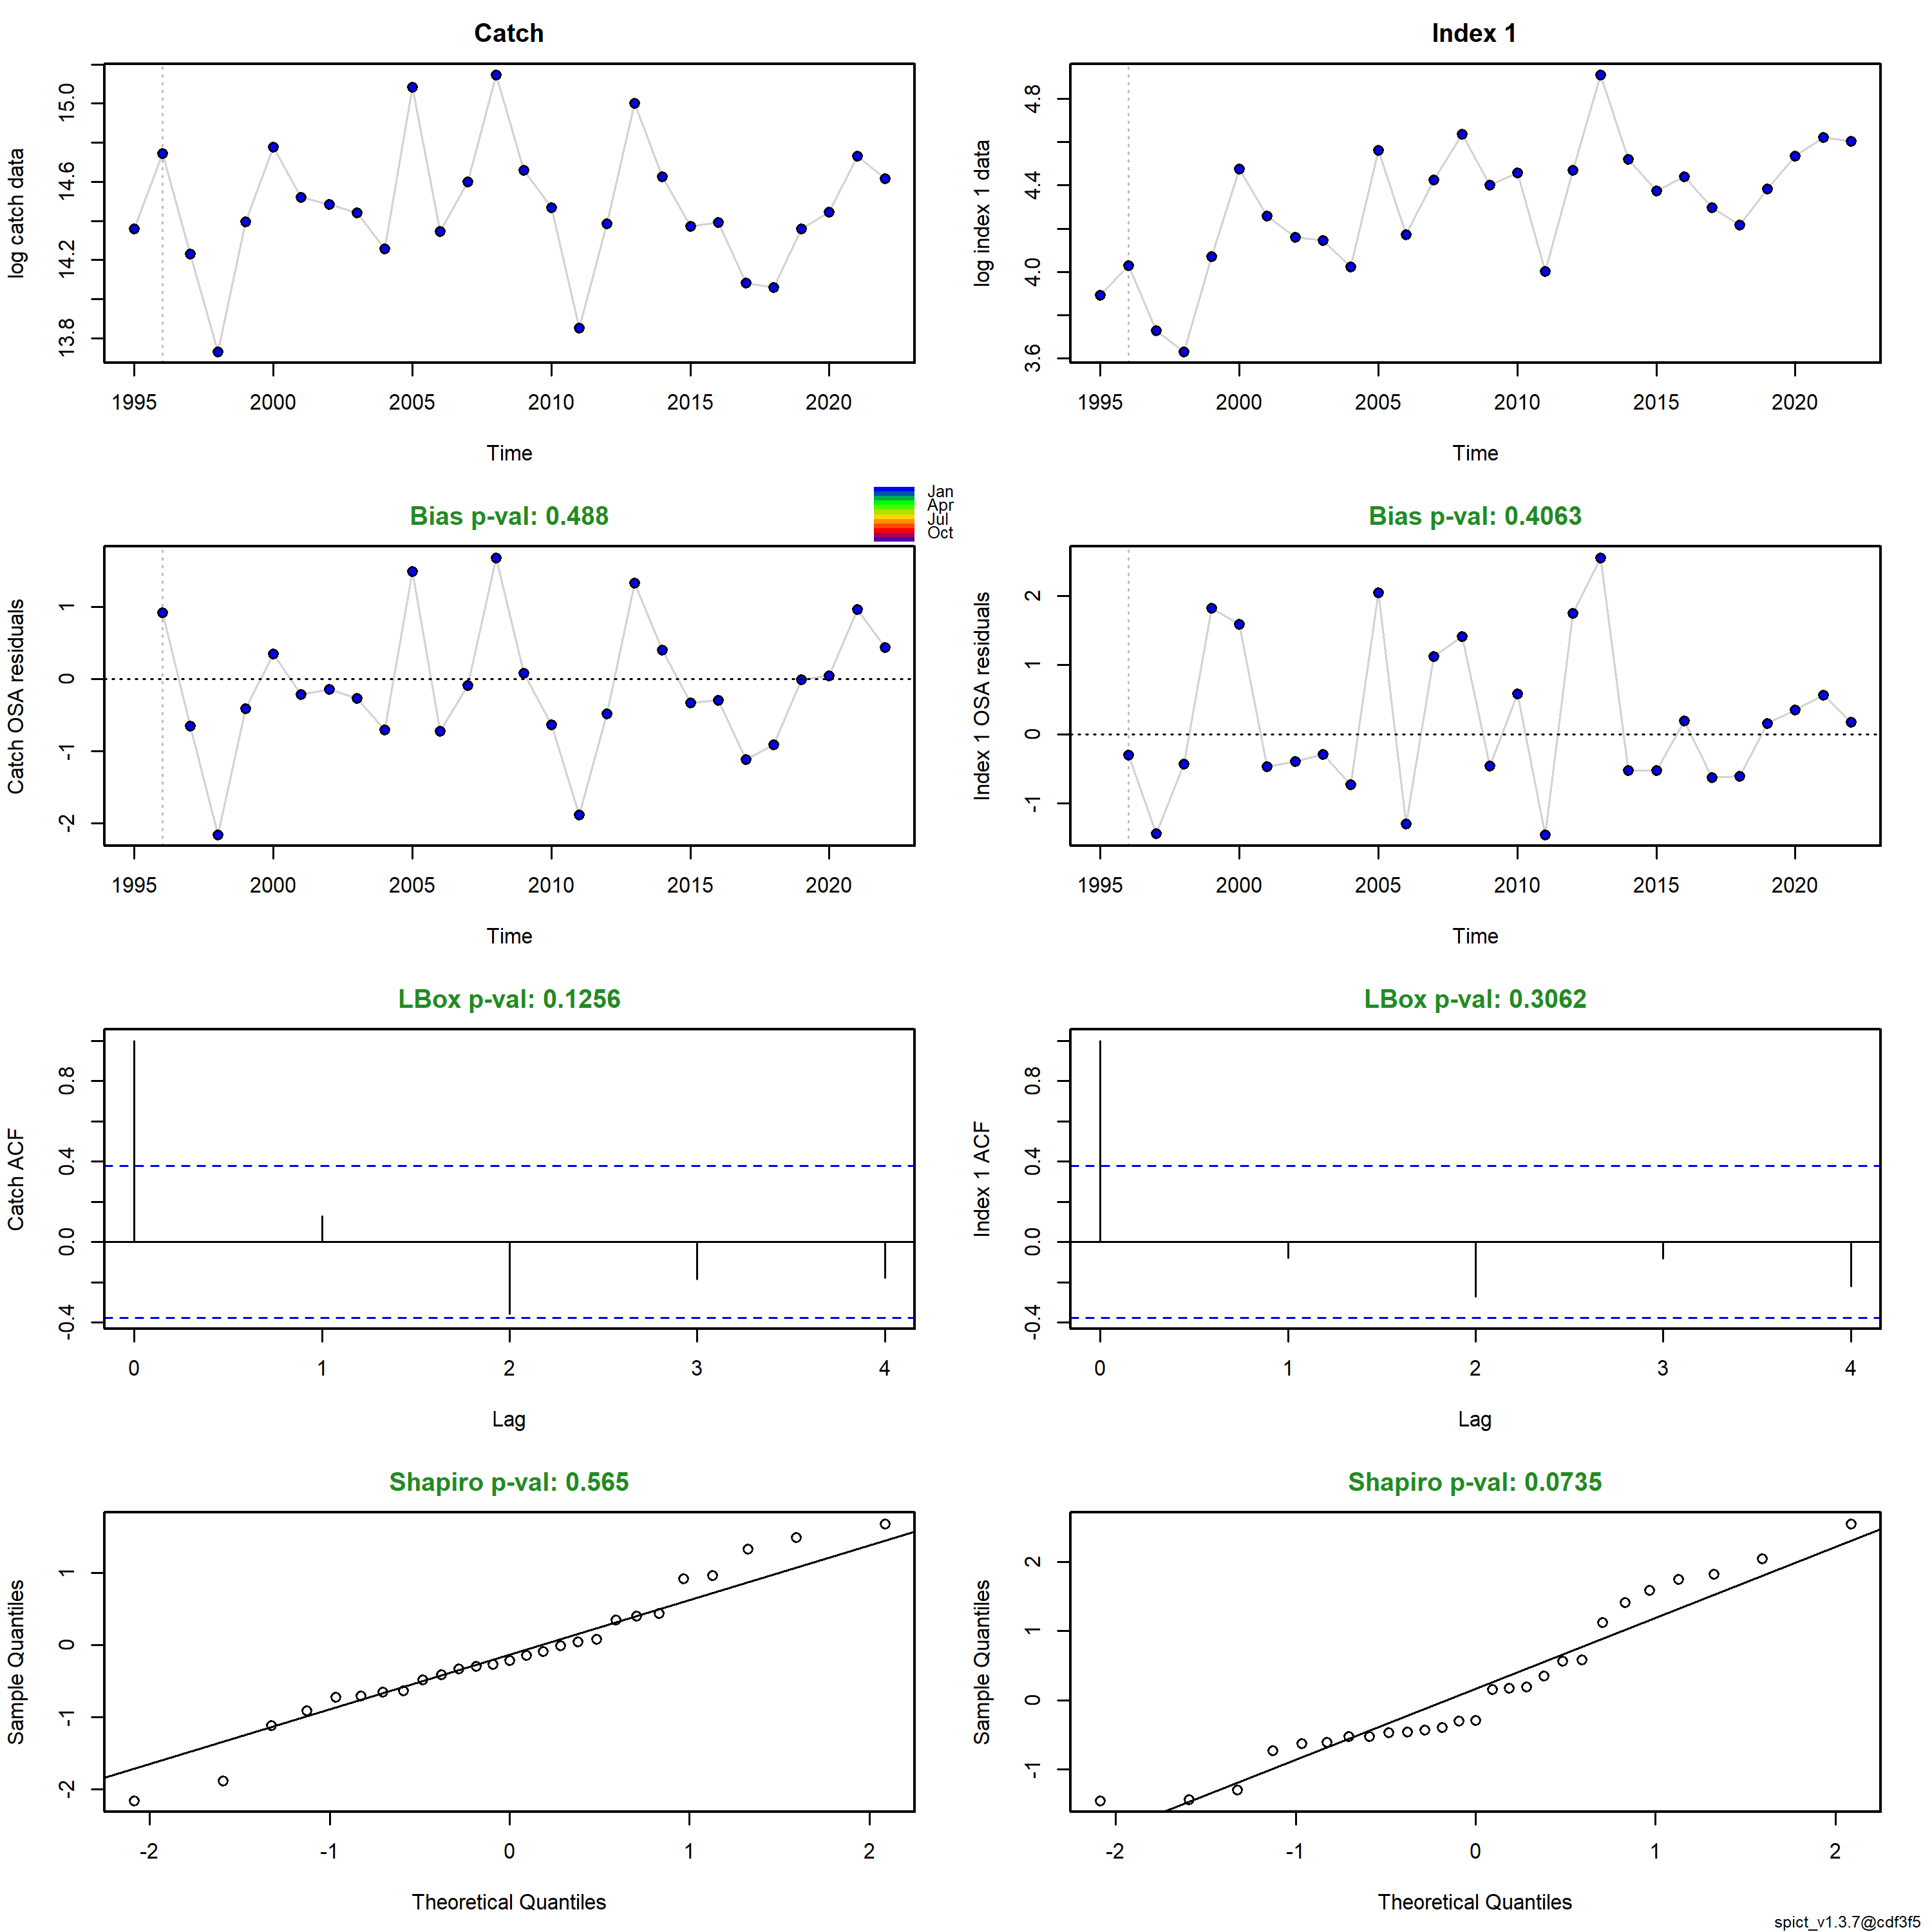 Catch
log catch data
13.8 14.2 14.6 15.0
1995 2000 2005 2010 2015 2020
Time
Index 1
log index 1 data
3.6 4.0 4.4 4.8
1995 2000 2005 2010 2015 2020
Time
Jan
Apr
Jul
Oct
Bias p-val: 0.488
Catch OSA residuals
-2 -1 0 1
1995 2000 2005 2010 2015 2020
Time
Bias p-val: 0.4063
Index 1 OSA residuals
-1 0 1 2
1995 2000 2005 2010 2015 2020
Time
LBox p-val: 0.1256
Catch ACF
-0.4 0.0 0.4 0.8
0 1 2 3 4
Lag
LBox p-val: 0.3062
Index 1 ACF
-0.4 0.0 0.4 0.8
0 1 2 3 4
Lag
Shapiro p-val: 0.565
Sample Quantiles
-2 -1 0 1
-2 -1 0 1 2
Theoretical Quantiles
Shapiro p-val: 0.0735
Sample Quantiles
-1 0 1 2
-2 -1 0 1 2
Theoretical Quantiles
spict_v1.3.7@cdf3f5